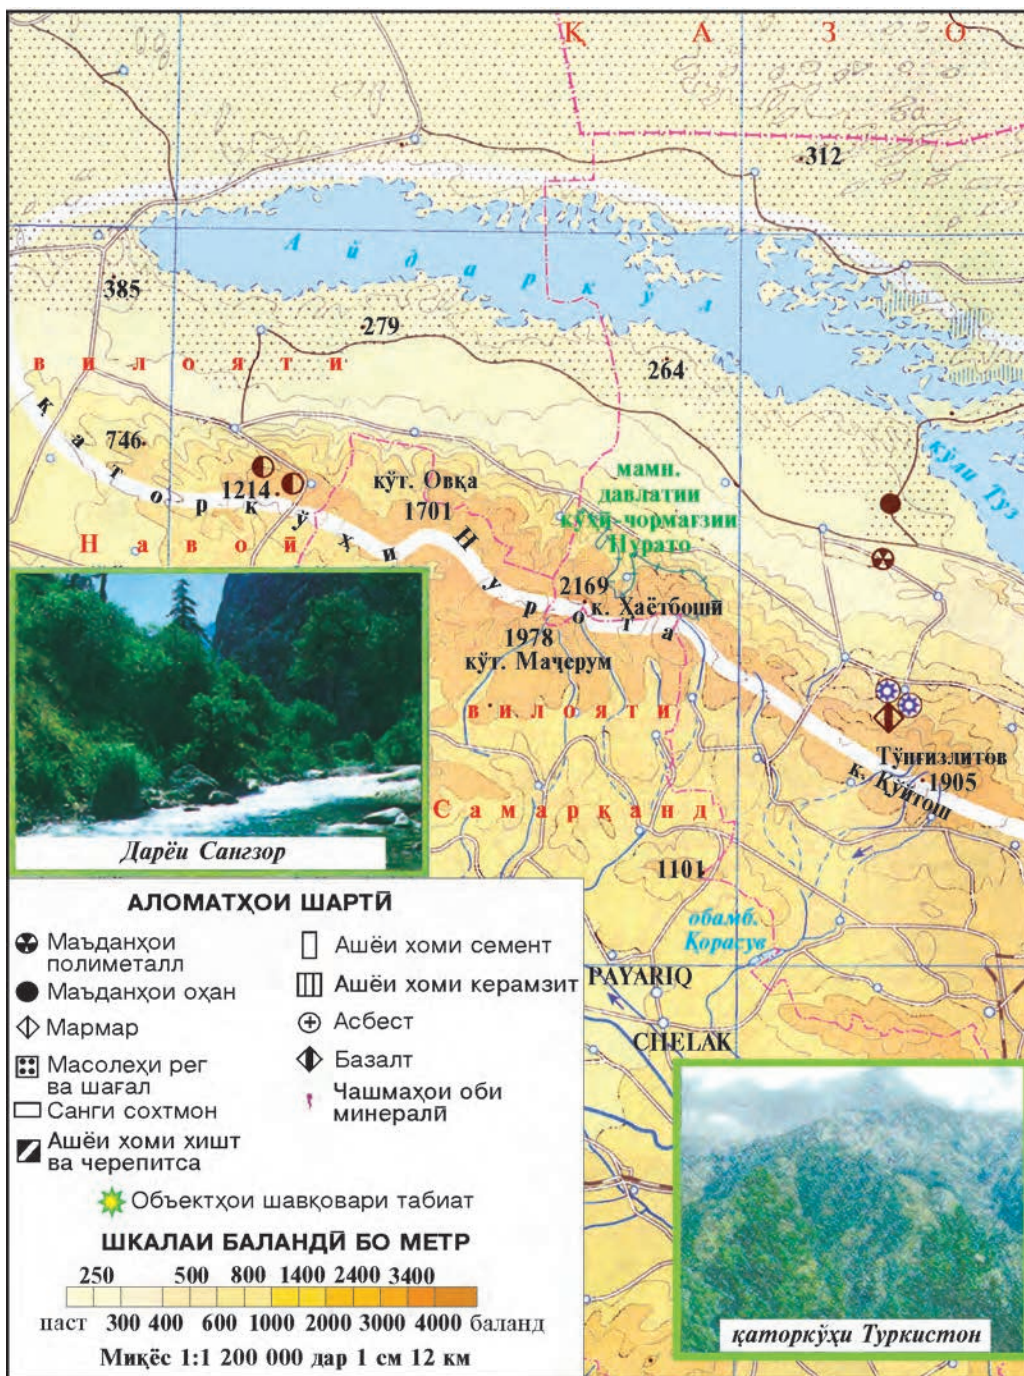 Қ А З О
312
Айдаркўл
385
279
264
вилояти
кӯли Туз
746
1214
қаторкӯҳи Нурота
кӯт. Овқа
1701
мамн.
давлатии
кӯҳӣ-чормағзии
Нурато
Навоӣ
2169
к. Ҳаётбошӣ
1978
кӯт. Маҷерум
вилояти
Самарқанд
Тӯнғизлитов
1905
к. Қӯйтош
1101
обамб.
Қорасув
PAYARIQ
CHELAK
Дарёи Сангзор
АЛОМАТҲОИ ШАРТӢ
Маъданҳои
полиметалл
Маъданҳои оҳан
Мармар
Масолеҳи рег
ва шағал
Санги сохтмон
Ашёи хоми хишт
ва черепитса
Ашёи хоми семент
Ашёи хоми керамзит
Асбест
Базалт
Чашмаҳои оби
минералӣ
Объектҳои шавқовари табиат
ШКАЛАИ БАЛАНДӢ БО МЕТР
250 500 800 1400 2400 3400
паст 300 400 600 1000 2000 3000 4000 баланд
Миқёс 1:1 200 000 дар 1 см 12 км
қаторкӯҳи Туркистон